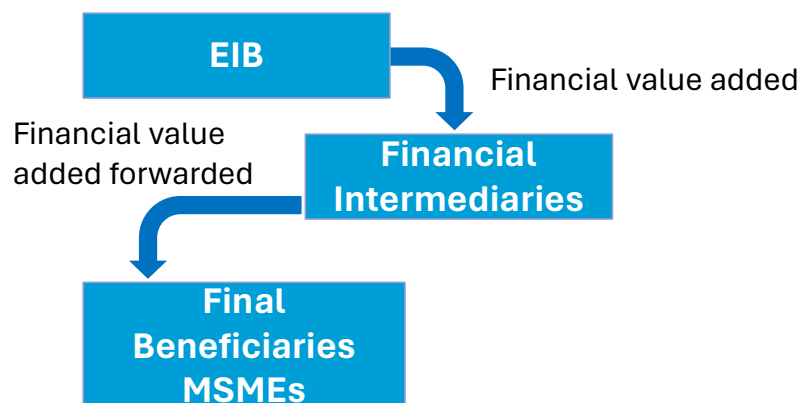 EIB
Financial value added
Financial value
added forwarded
Financial
Intermediaries
Final
Beneficiaries
MSMEs